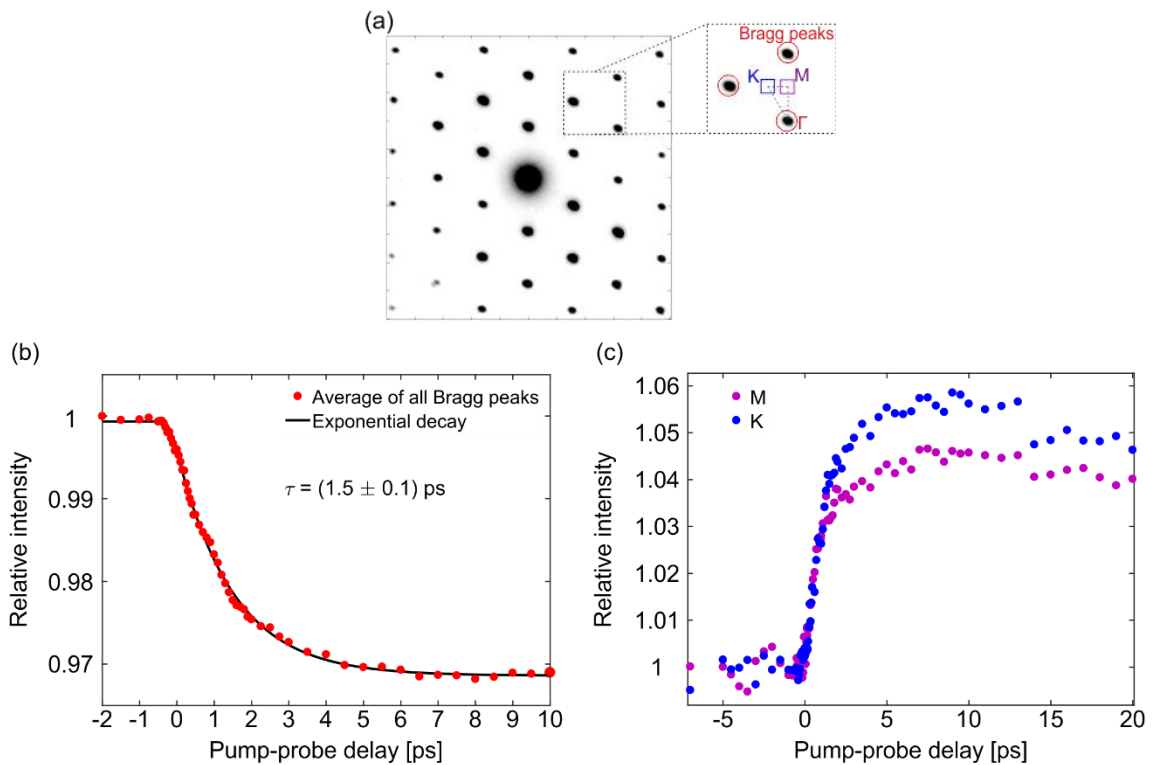 (a)
Bragg peaks
K
M
Γ
(b)
Relative intensity
1
0.99
0.98
0.97
Average of all Bragg peaks
Exponential decay
τ = (1.5 ± 0.1) ps
-2 -1 0 1 2 3 4 5 6 7 8 9 10
Pump-probe delay [ps]
(c)
Relative intensity
1.06
1.05
1.04
1.03
1.02
1.01
1
M
K
-5 0 5 10 15 20
Pump-probe delay [ps]